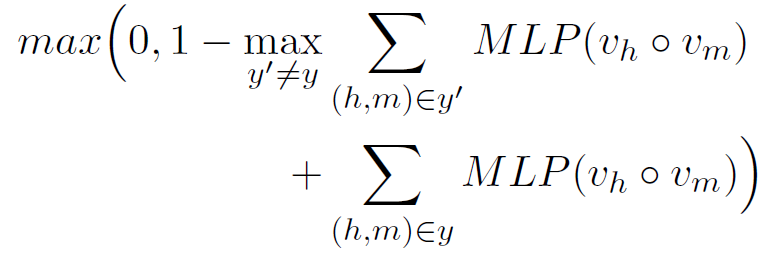 max(0, 1 − max_{y′≠y} ∑_{(h,m)∈y′} MLP(v_h ∘ v_m)
+ ∑_{(h,m)∈y} MLP(v_h ∘ v_m))